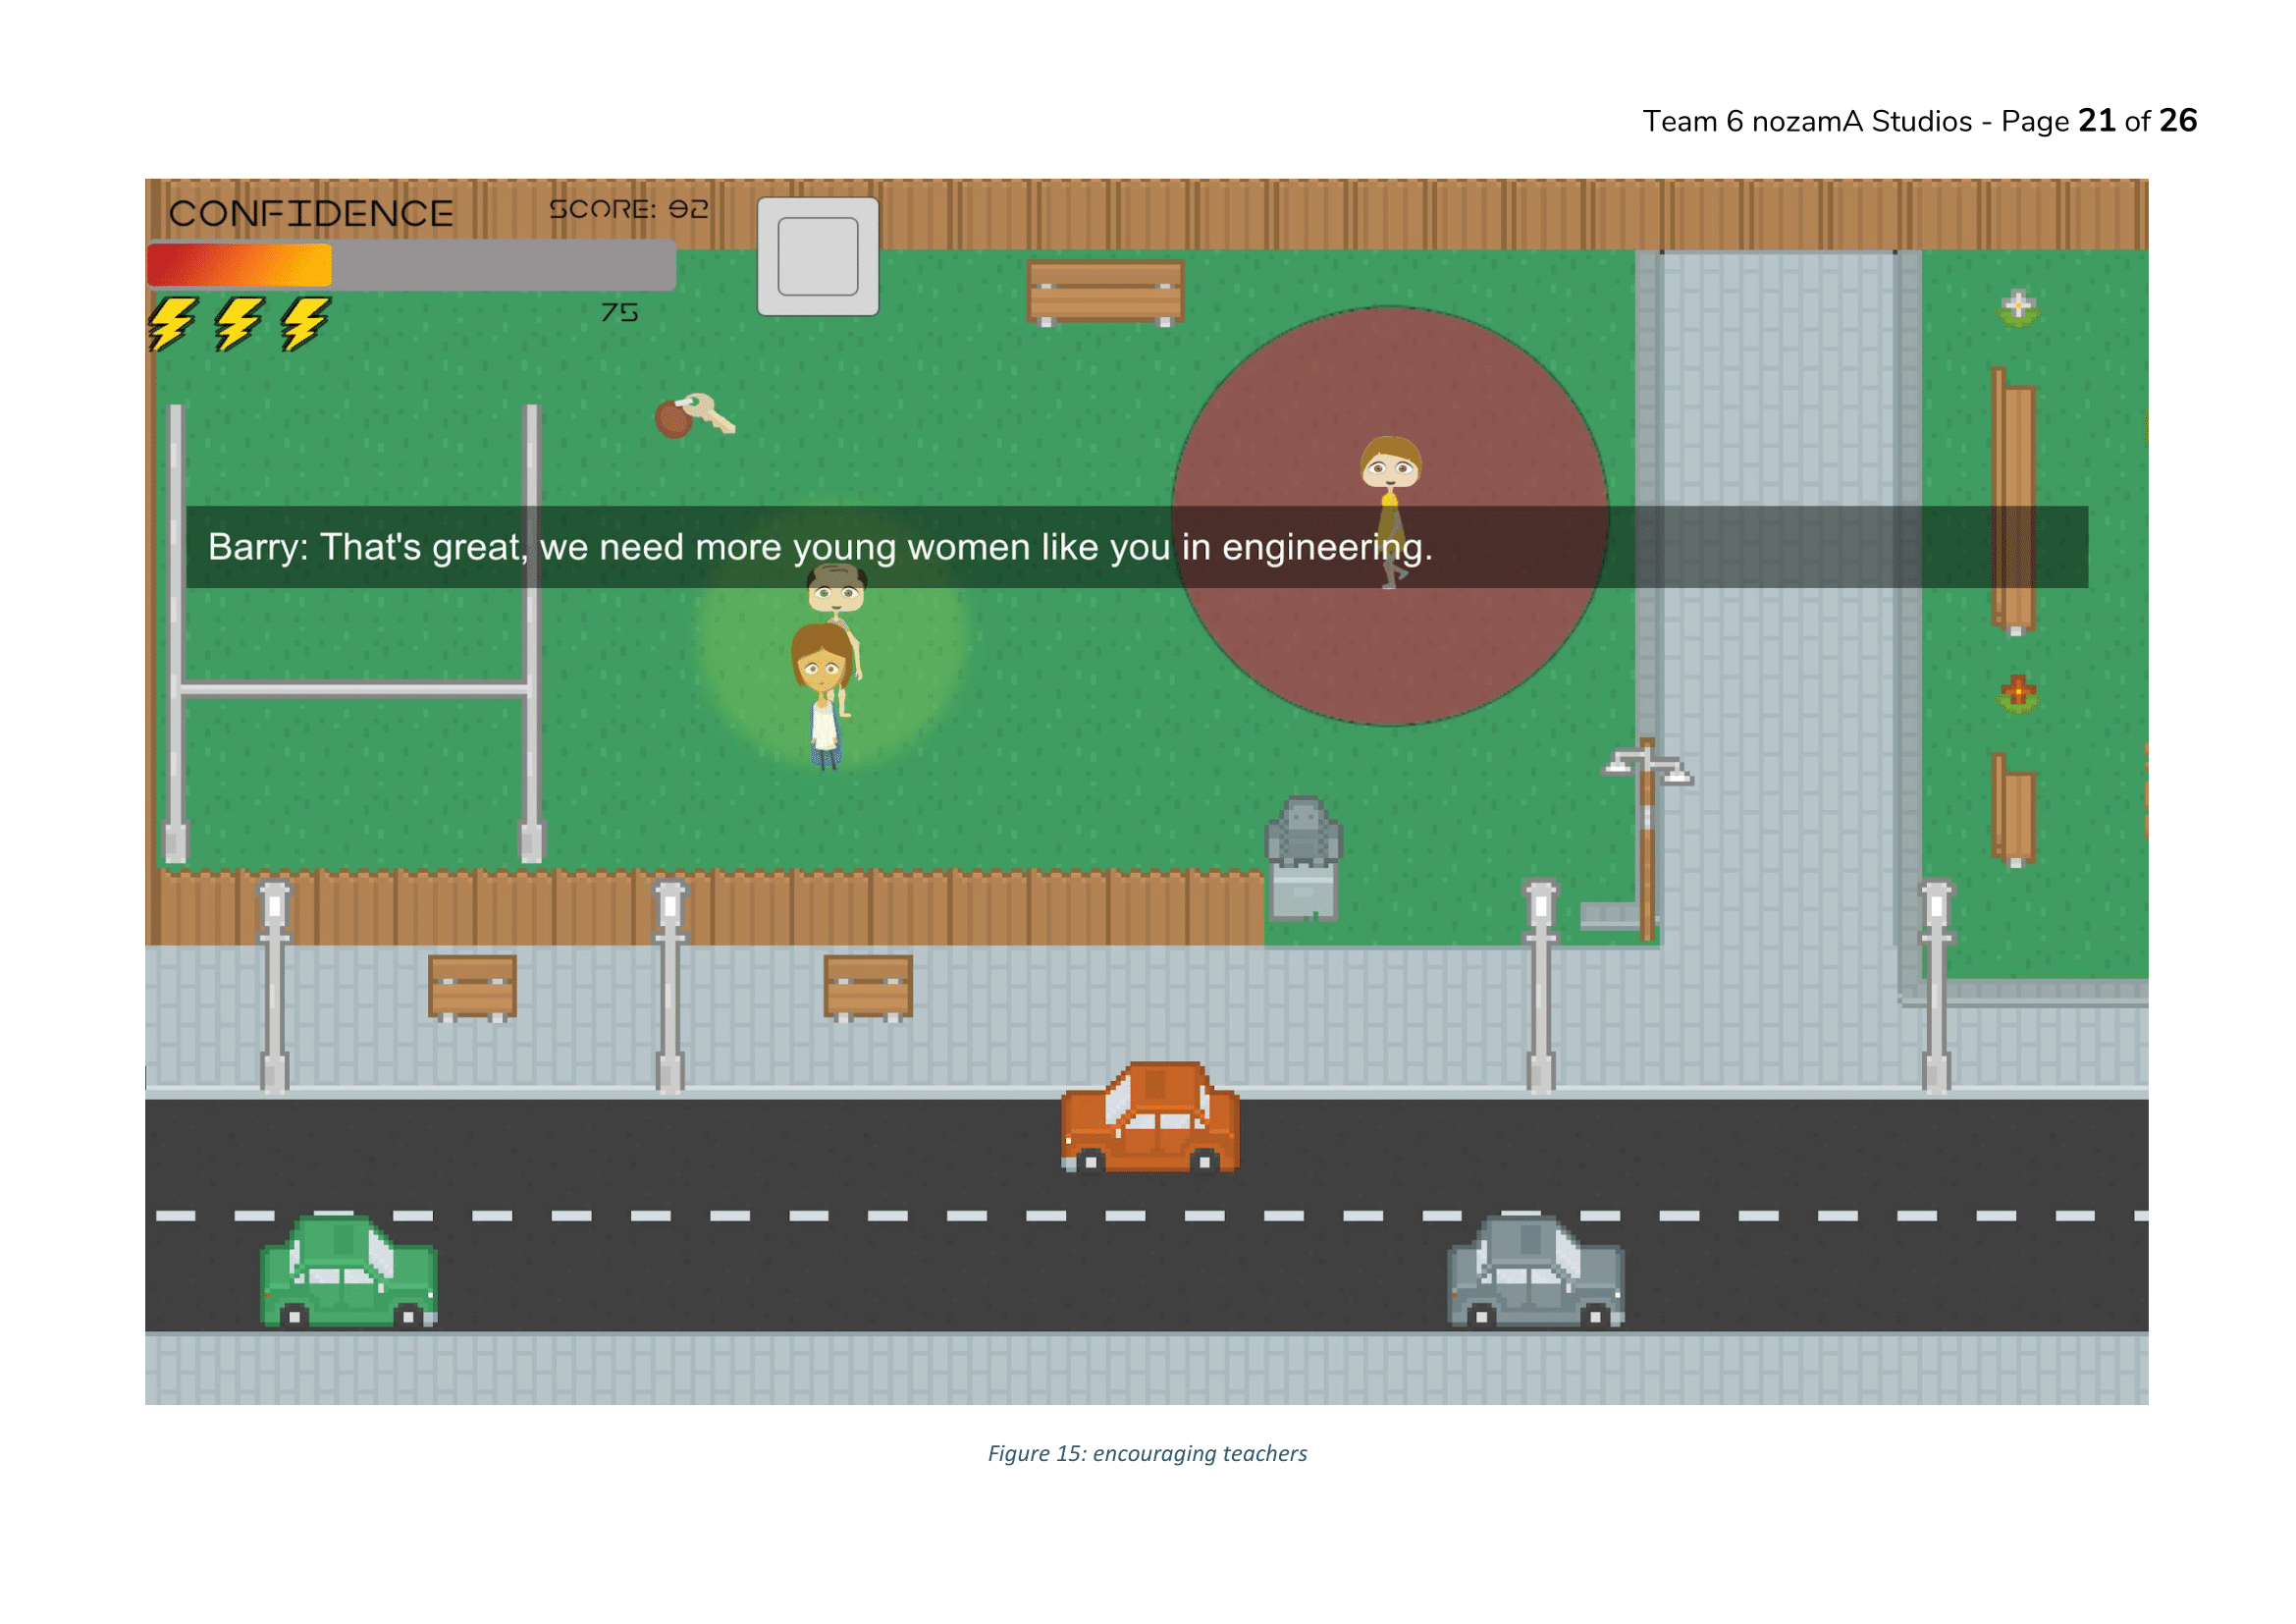 Team 6 nozamA Studios - Page 21 of 26
CONFIDENCE
SCORE: 92
75
Barry: That's great, we need more young women like you in engineering.
Figure 15: encouraging teachers